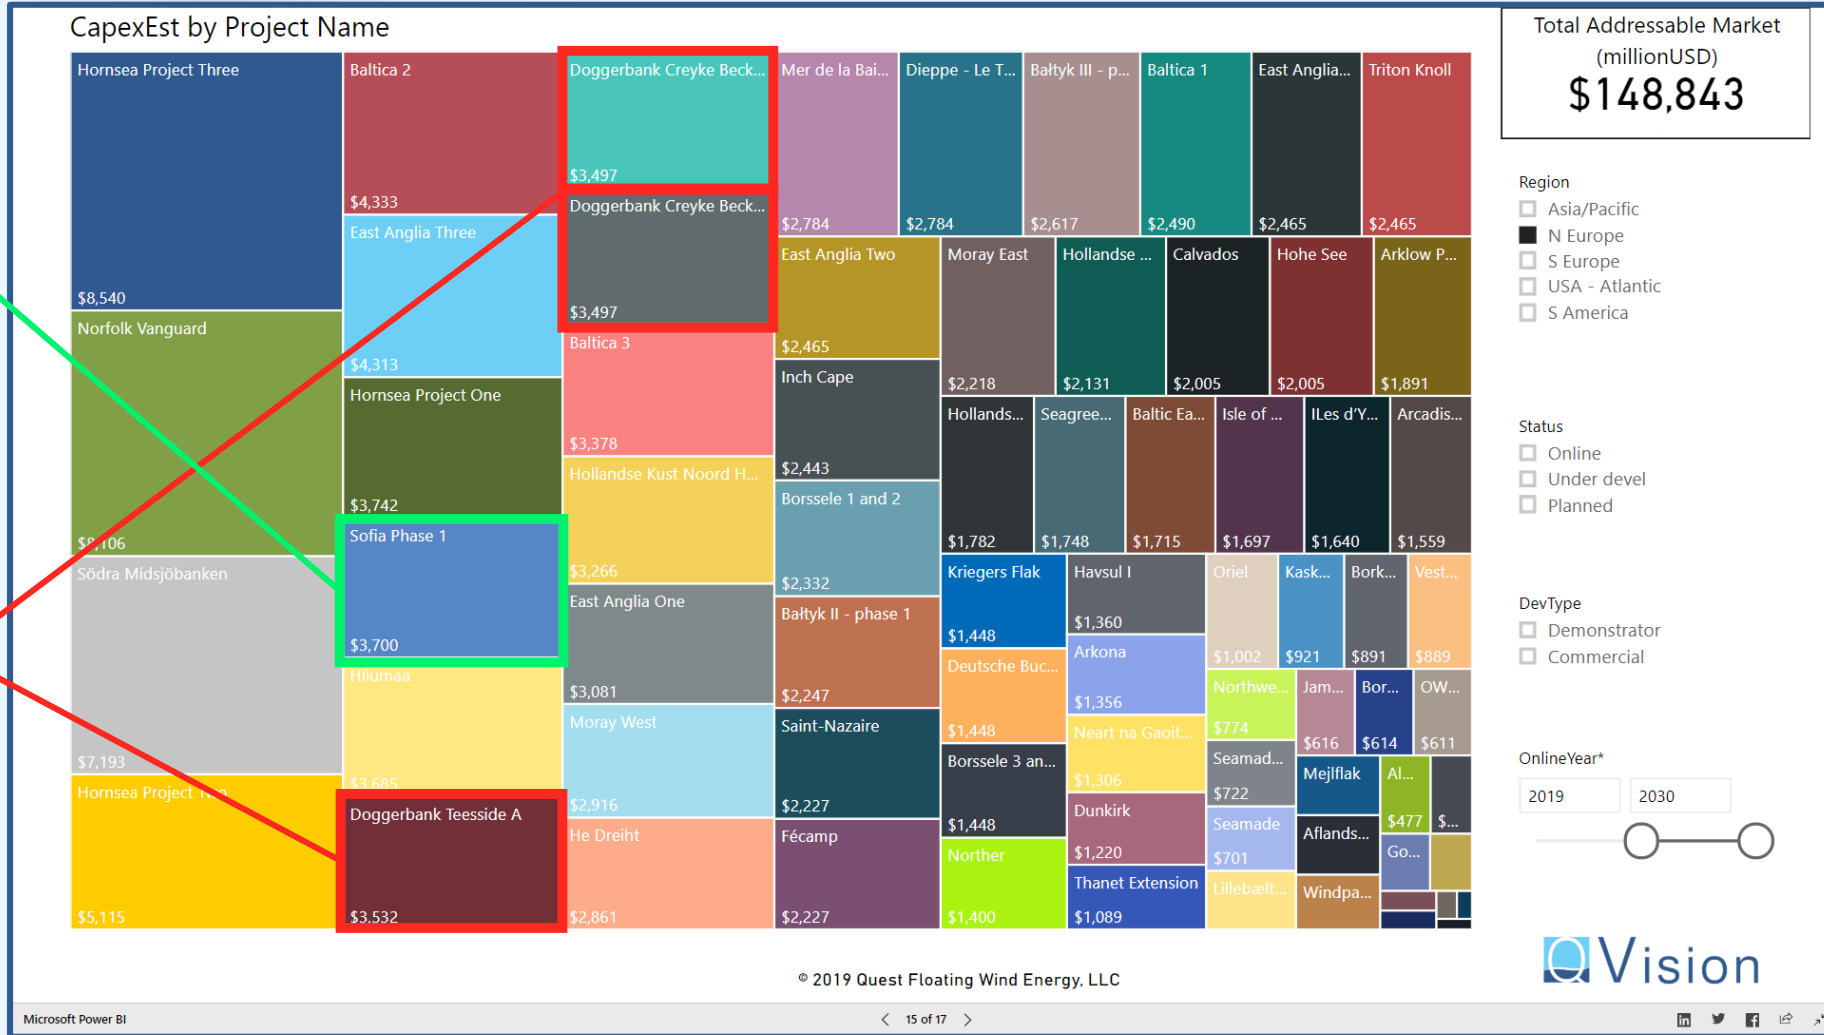 CapexEst by Project Name
Hornsea Project Three
$8,540
Norfolk Vanguard
$8,106
Södra Midsjöbanken
$7,193
Hornsea Project Two
$5,115
Baltica 2
$4,333
East Anglia Three
$4,313
Hornsea Project One
$3,742
Sofia Phase 1
$3,700
Hiiumaa
$3,685
Doggerbank Teesside A
$3,532
Doggerbank Creyke Beck...
$3,497
Doggerbank Creyke Beck...
$3,497
Baltica 3
$3,378
Hollandse Kust Noord H...
$3,266
East Anglia One
$3,081
Moray West
$2,916
He Dreiht
$2,861
Mer de la Bai...
$2,784
Dieppe - Le T...
$2,784
Bałtyk III - p...
$2,617
Baltica 1
$2,490
East Anglia...
$2,465
Triton Knoll
$2,465
East Anglia Two
$2,465
Inch Cape
$2,443
Borssele 1 and 2
$2,332
Bałtyk II - phase 1
$2,247
Saint-Nazaire
$2,227
Fécamp
$2,227
Moray East
$2,218
Hollandse ...
$2,131
Calvados
$2,005
Hohe See
$2,005
Arklow P...
$1,891
Hollands...
$1,782
Seagree...
$1,748
Baltic Ea...
$1,715
Isle of ...
$1,697
ILes d'Y...
$1,640
Arcadis...
$1,559
Kriegers Flak
$1,448
Deutsche Buc...
$1,448
Borssele 3 an...
$1,448
Norther
$1,400
Havsul I
$1,360
Arkona
$1,356
Neart na Gaoit...
$1,306
Dunkirk
$1,220
Thanet Extension
$1,089
Oriel
$1,002
Kask...
$921
Bork...
$891
Vest...
$889
Northwe...
$774
Seamad...
$722
Seamade
$701
Lillebælt...
Jam...
$616
Bor...
$614
OW...
$611
Mejlflak
Aflands...
Windpa...
Al...
$477
$...
Go...
Total Addressable Market
(millionUSD)
$148,843
Region
Asia/Pacific
N Europe
S Europe
USA - Atlantic
S America
Status
Online
Under devel
Planned
DevType
Demonstrator
Commercial
OnlineYear*
2019
2030
QVision
© 2019 Quest Floating Wind Energy, LLC
Microsoft Power BI
15 of 17